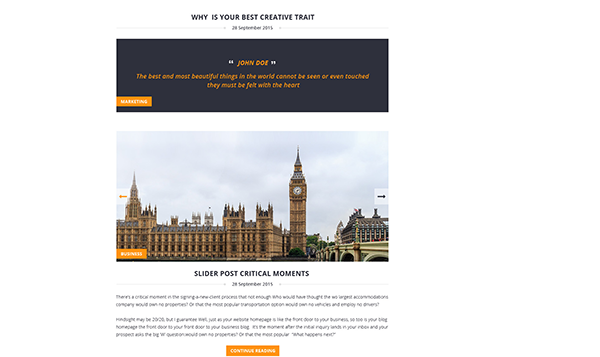 WHY IS YOUR BEST CREATIVE TRAIT
28 September 2015
“ JOHN DOE ”
The best and most beautiful things in the world cannot be seen or even touched
they must be felt with the heart
MARKETING
BUSINESS
SLIDER POST CRITICAL MOMENTS
28 September 2015
There's a critical moment in the signing-a-new-client process that not enough Who would have thought the wo largest accommodations
company would own no properties? Or that the most popular transportation option would own no vehicles and employ no drivers?
Hindsight may be 20/20, but I guarantee Well, just as your website homepage is like the front door to your business, so too is your blog
homepage the front door to your front door to your business blog. It's the moment after the initial inquiry lands in your inbox and your
prospect asks the big 'W' question:would own no properties? Or that the most popular "What happens next?"
CONTINUE READING